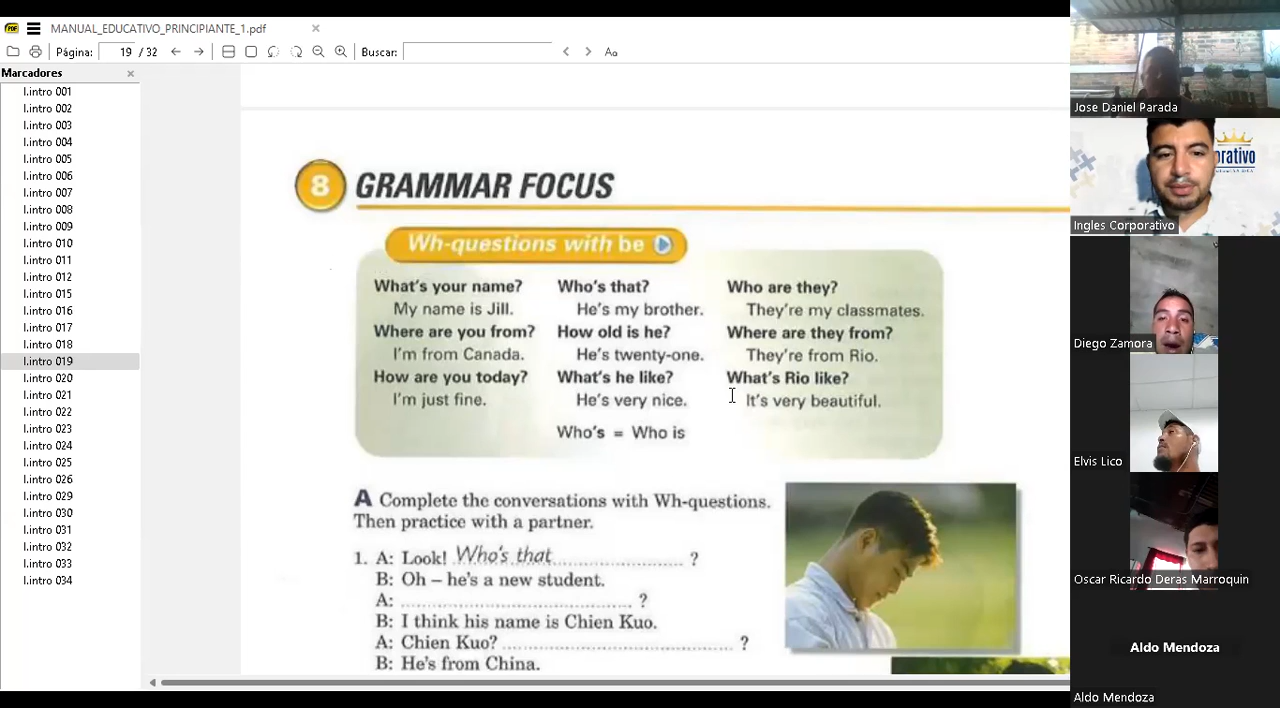 MANUAL_EDUCATIVO_PRINCIPIANTE_1.pdf
Página: 19 / 32 Buscar: Aa
Marcadores
I.intro 001
I.intro 002
I.intro 003
I.intro 004
I.intro 005
I.intro 006
I.intro 007
I.intro 008
I.intro 009
I.intro 010
I.intro 011
I.intro 012
I.intro 015
I.intro 016
I.intro 017
I.intro 018
I.intro 019
I.intro 020
I.intro 021
I.intro 022
I.intro 023
I.intro 024
I.intro 025
I.intro 026
I.intro 029
I.intro 030
I.intro 031
I.intro 032
I.intro 033
I.intro 034
8 GRAMMAR FOCUS
Wh-questions with be
What's your name?
My name is Jill.
Where are you from?
I'm from Canada.
How are you today?
I'm just fine.
Who's that?
He's my brother.
How old is he?
He's twenty-one.
What's he like?
He's very nice.
Who's = Who is
Who are they?
They're my classmates.
Where are they from?
They're from Rio.
What's Rio like?
It's very beautiful.
A Complete the conversations with Wh-questions.
Then practice with a partner.
1. A: Look! Who's that ?
B: Oh – he's a new student.
A: ?
B: I think his name is Chien Kuo.
A: Chien Kuo? ?
B: He's from China.
Jose Daniel Parada
orativo
Ingles Corporativo
Diego Zamora
Elvis Lico
Oscar Ricardo Deras Marroquin
Aldo Mendoza
Aldo Mendoza